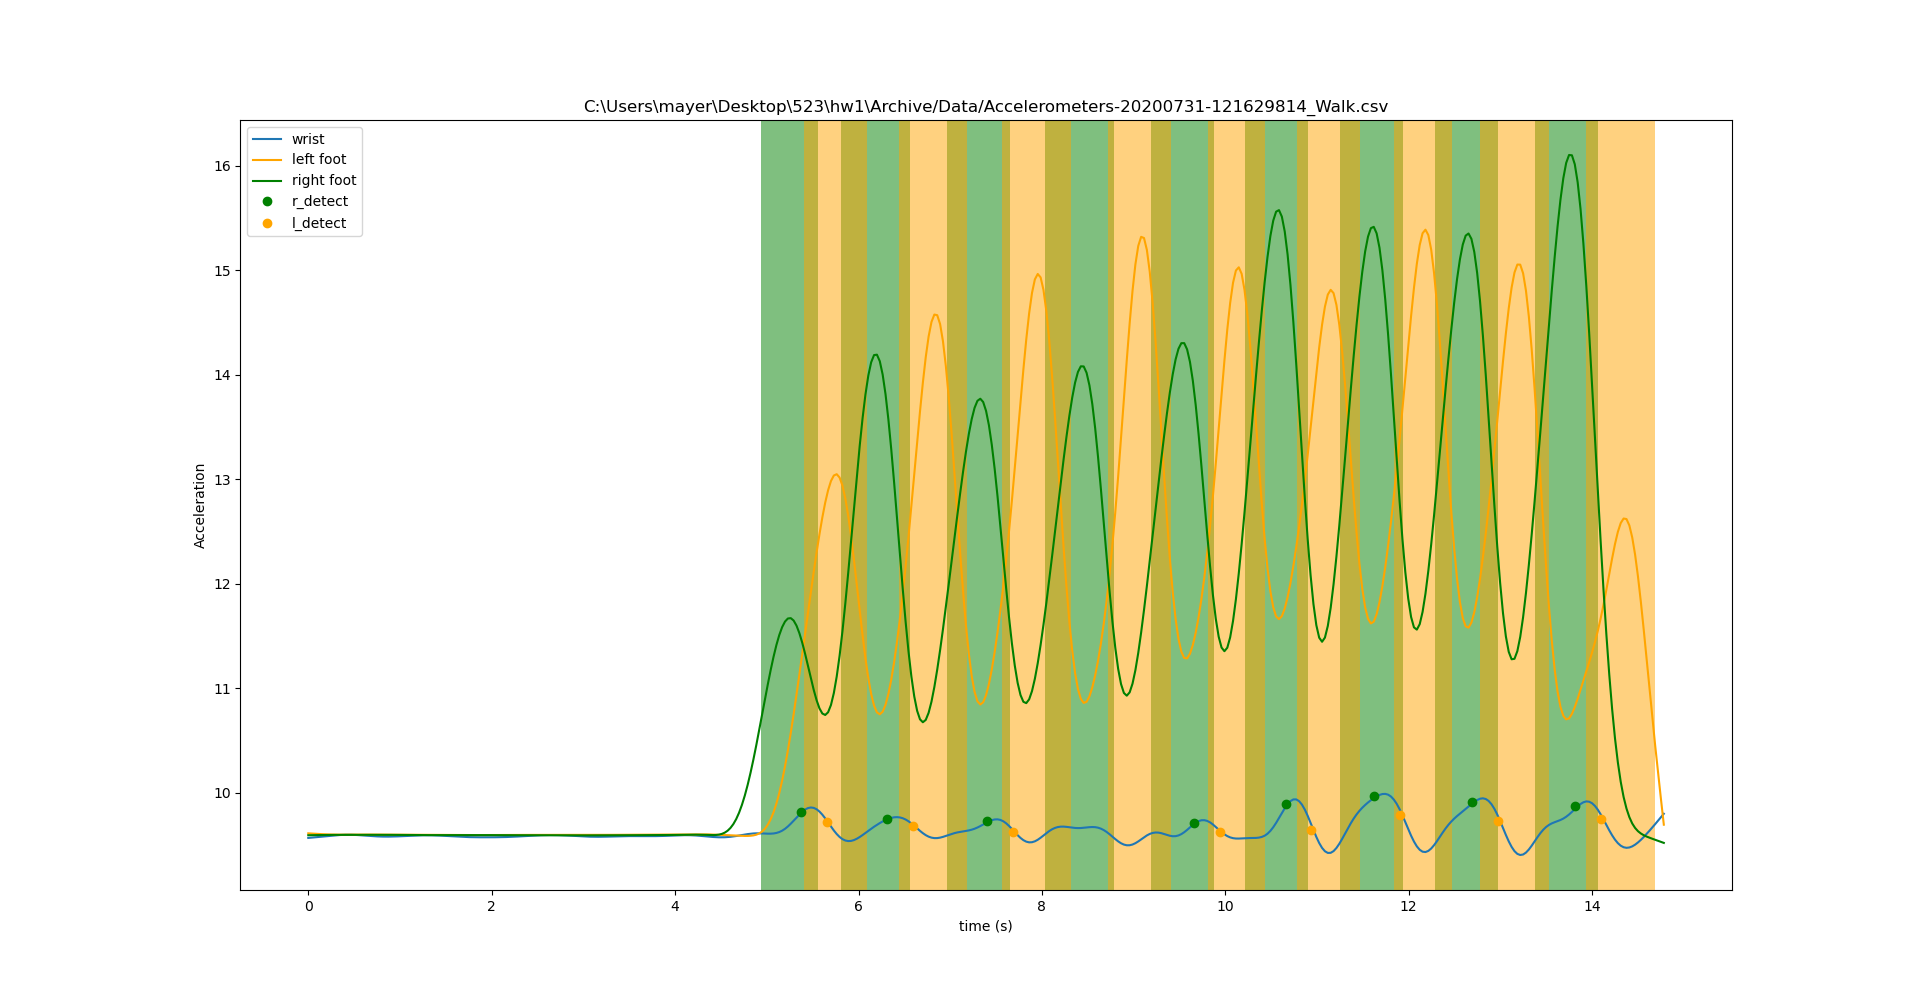 C:\Users\mayer\Desktop\523\hw1\Archive/Data/Accelerometers-20200731-121629814_Walk.csv
wrist
left foot
right foot
r_detect
l_detect
16
15
14
13
12
11
10
Acceleration
0 2 4 6 8 10 12 14
time (s)